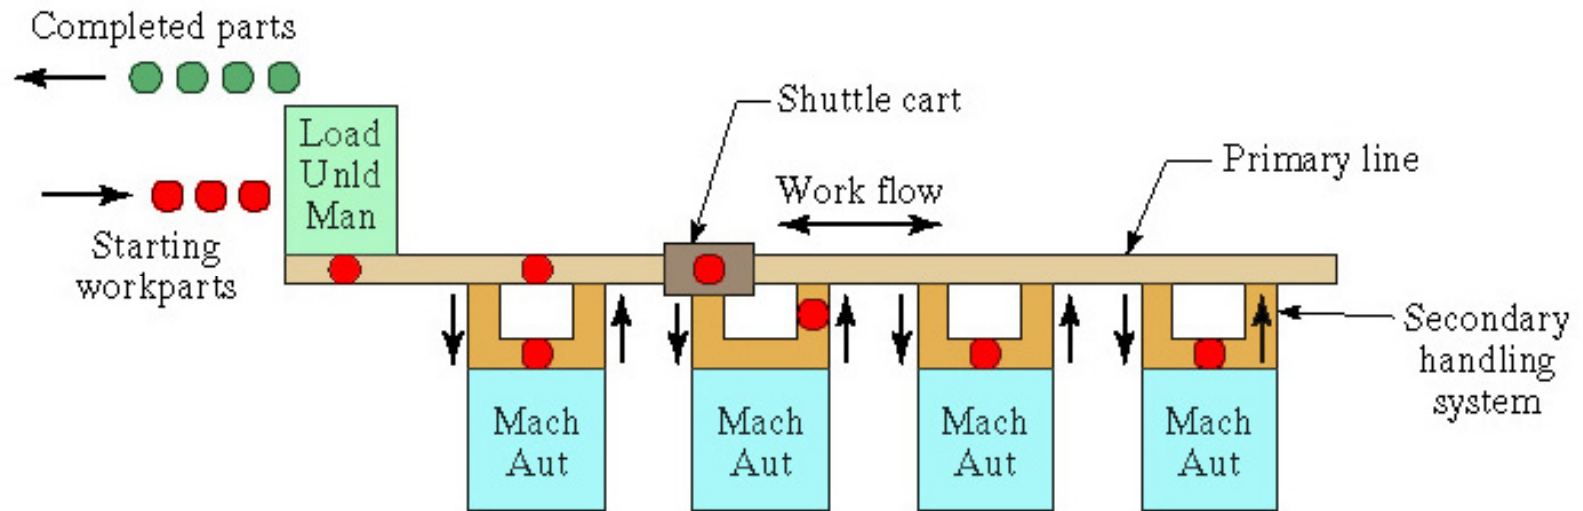 Completed parts
Shuttle cart
Load
Unld
Man
Primary line
Work flow
Starting
workparts
Secondary
handling
system
Mach
Aut
Mach
Aut
Mach
Aut
Mach
Aut